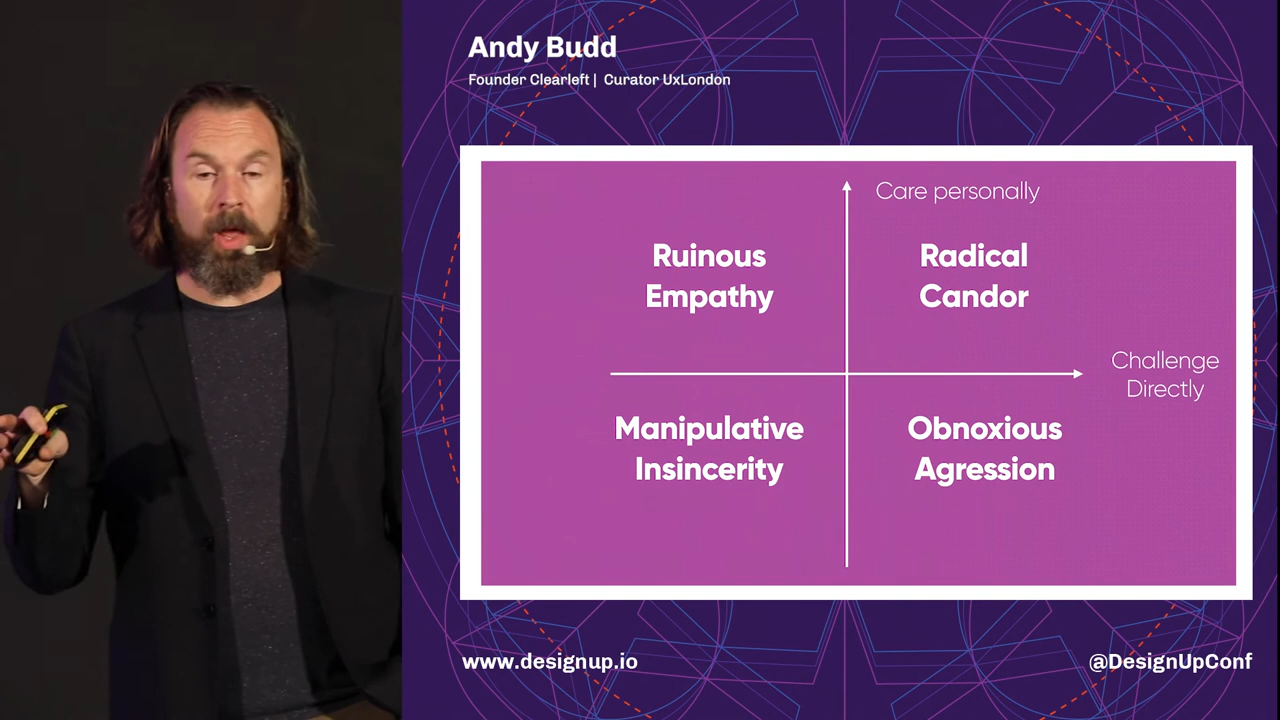 Andy Budd
Founder Clearleft | Curator UxLondon
Care personally
Ruinous
Empathy
Radical
Candor
Challenge
Directly
Manipulative
Insincerity
Obnoxious
Agression
www.designup.io
@DesignUpConf